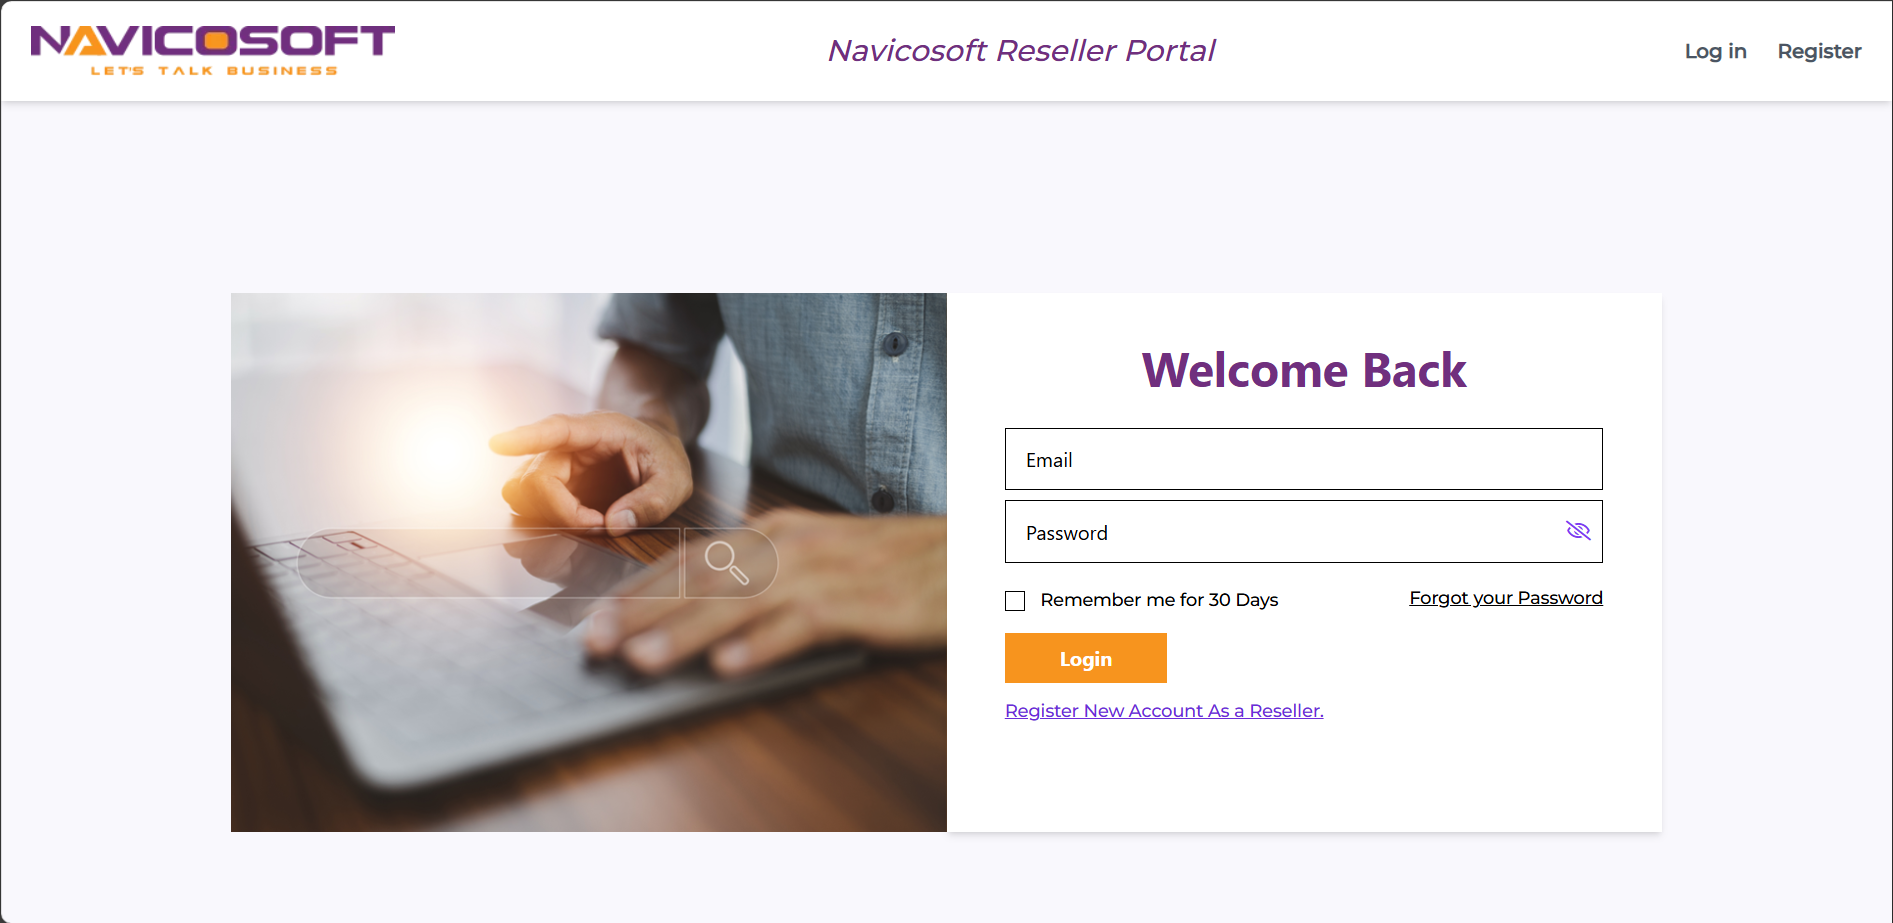 NAVICOSOFT
LET'S TALK BUSINESS
Navicosoft Reseller Portal
Log in
Register
Welcome Back
Email
Password
Remember me for 30 Days
Forgot your Password
Login
Register New Account As a Reseller.